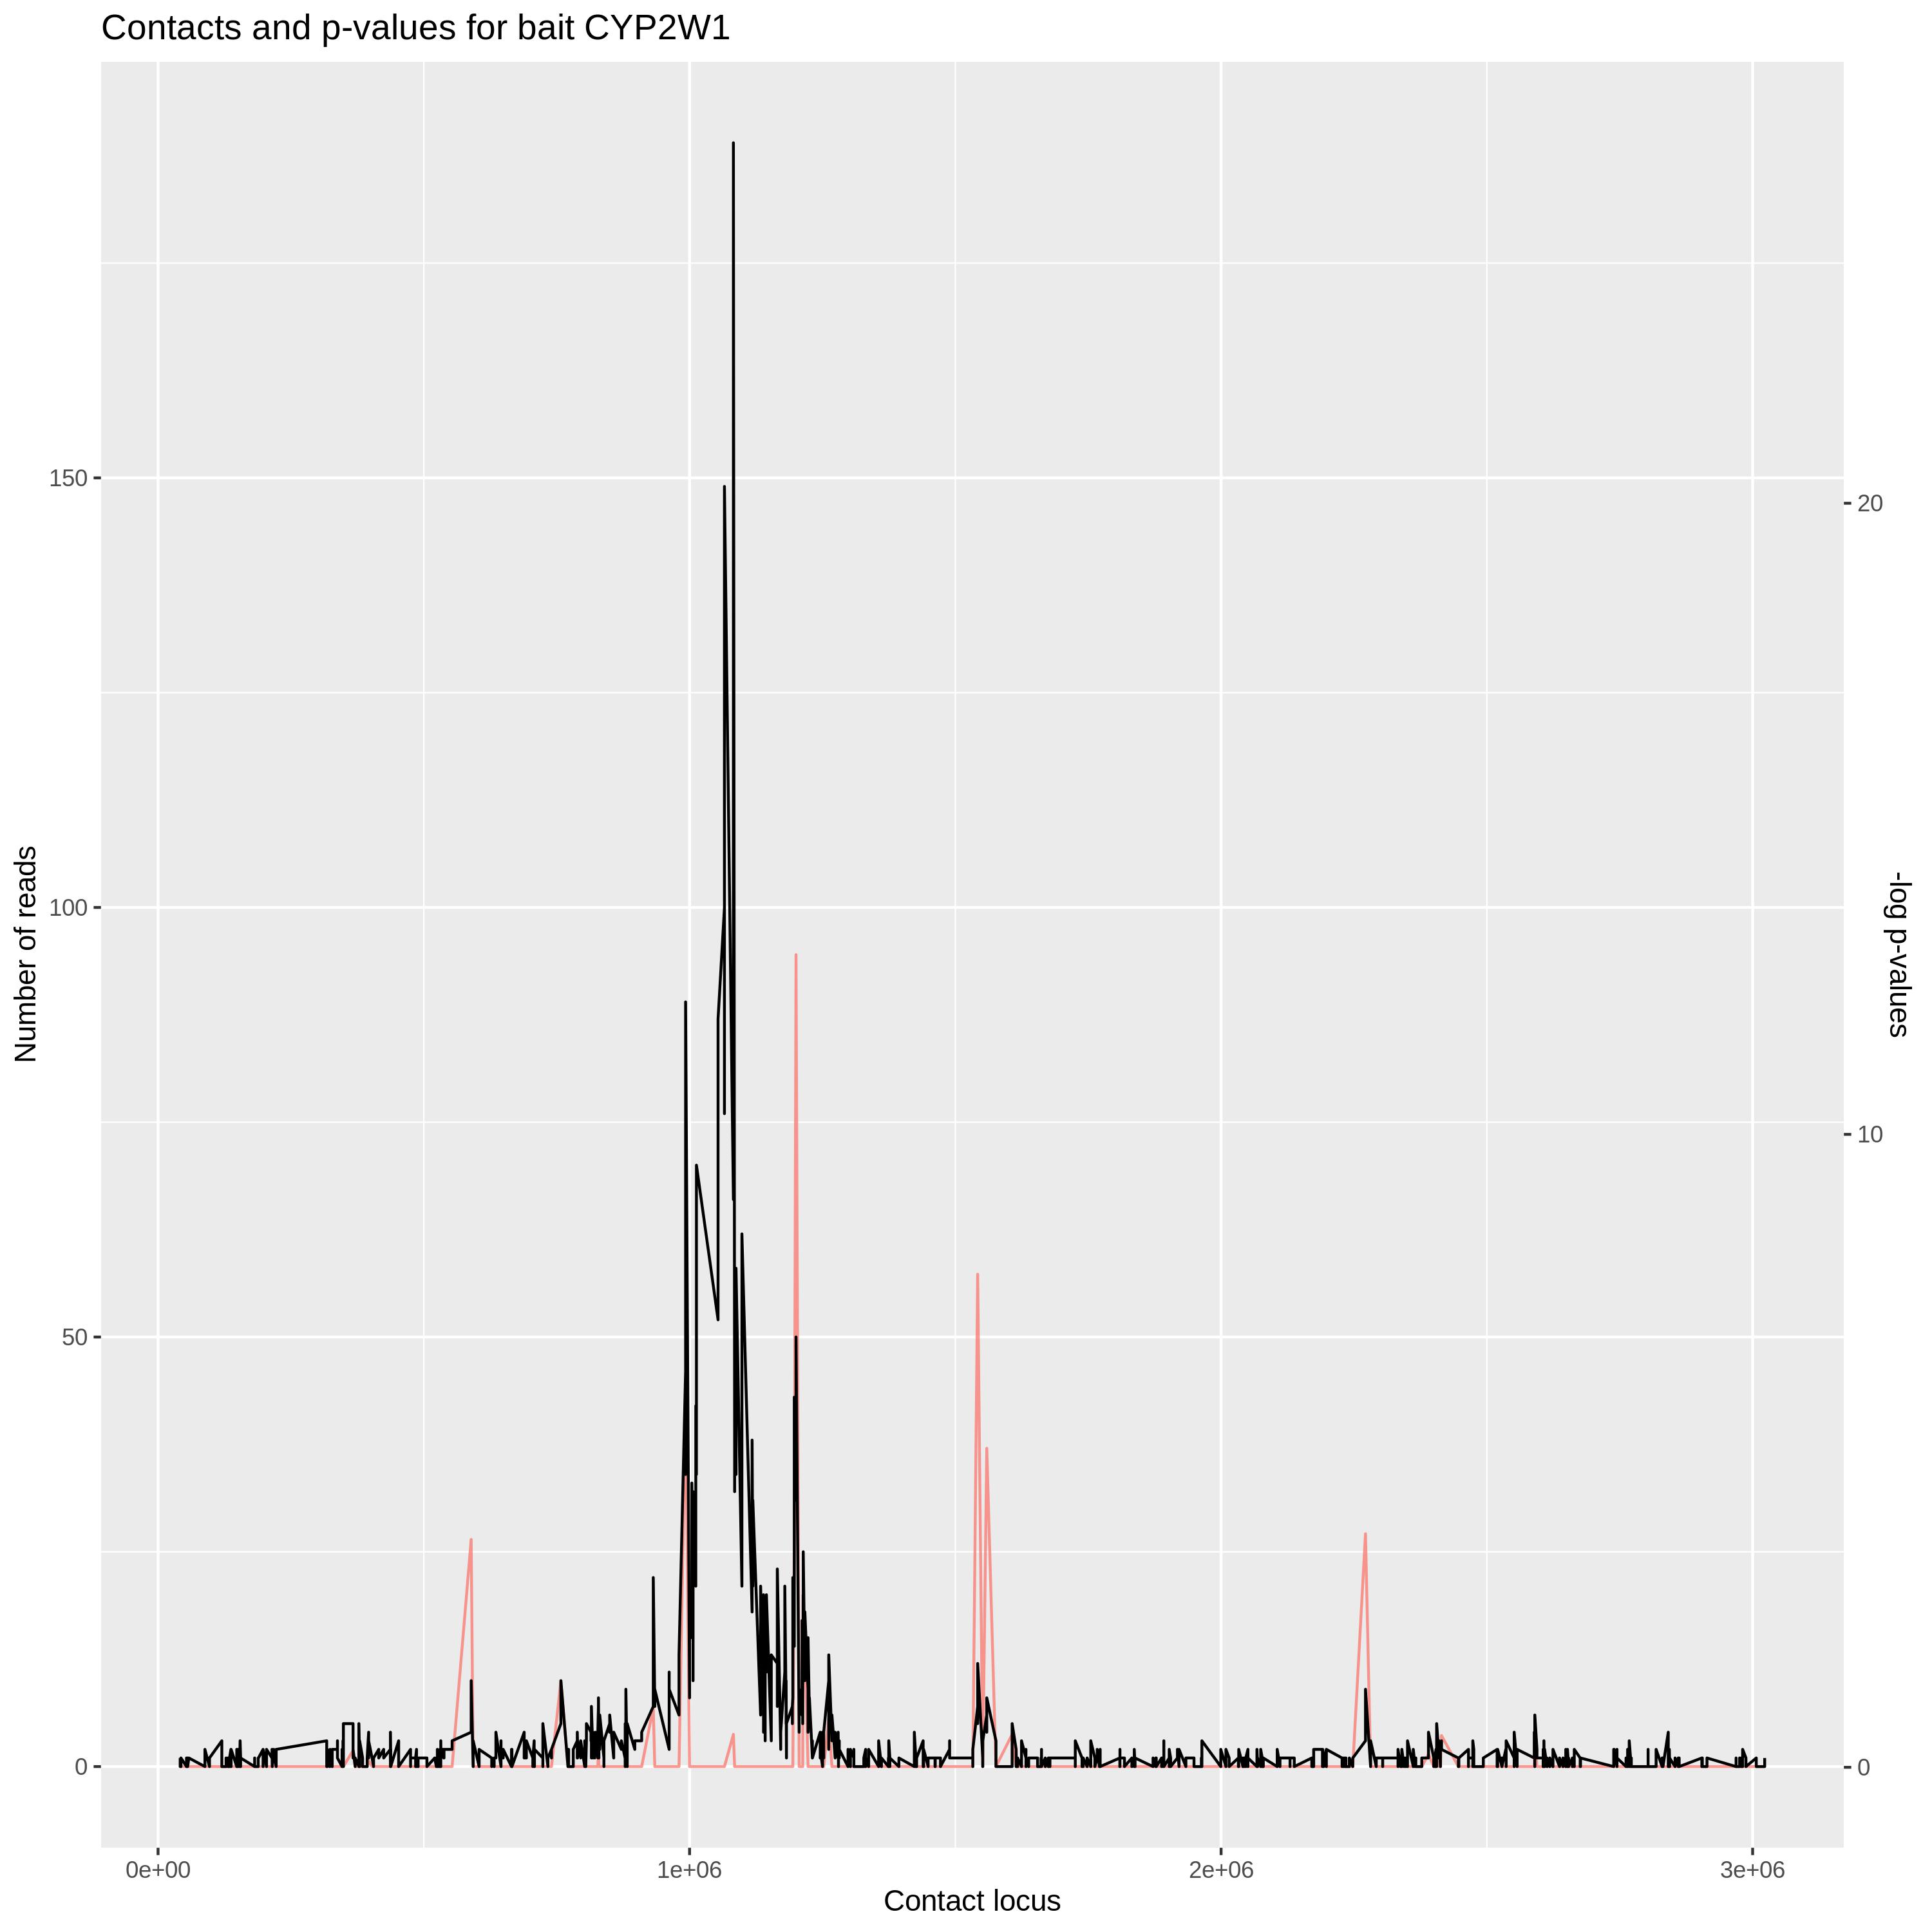 Contacts and p-values for bait CYP2W1
150
100
50
0
Number of reads
20
10
0
-log p-values
0e+00
1e+06
2e+06
3e+06
Contact locus